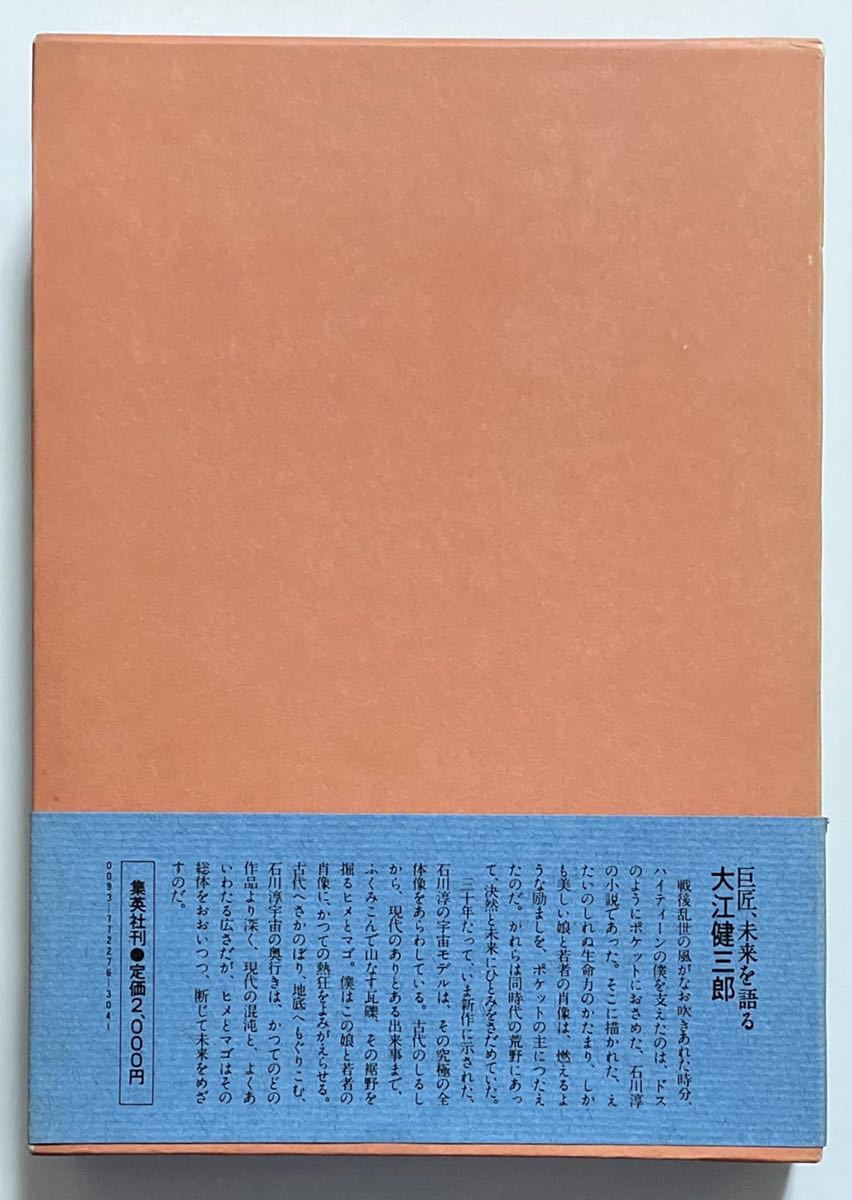 巨匠、未来を語る
大江健三郎
戦後乱世の風がなお吹きあれた時分、
ハイティーンの僕を支えたのは、ドス
のようにポケットにおさめた、石川淳
の小説であった。そこに描かれた、え
たいのしれぬ生命力のかたまり、しか
も美しい娘と若者の肖像は、燃えるよ
うな励ましを、ポケットの主につたえ
たのだ。かれらは同時代の荒野にあっ
て、決然と未来にひとみをさだめていた。
三十年たって、いま新作に示された、
石川淳の宇宙モデルは、その究極の全
体像をあらわしている。古代のしるし
から、現代のありとある出来事まで、
ふくみこんで山なす瓦礫、その裾野を
掘るヒメとマゴ。僕はこの娘と若者の
肖像に、かつての熱狂をよみがえらせる。
古代へさかのぼり、地底へもぐりこむ、
石川淳宇宙の奥行きは、かつてのどの
作品より深く、現代の混沌と、よくあ
いわたる広さだが、ヒメとマゴはその
総体をおおいつつ、断じて未来をめざ
すのだ。
集英社刊●定価2,000円
0093-772276-3041